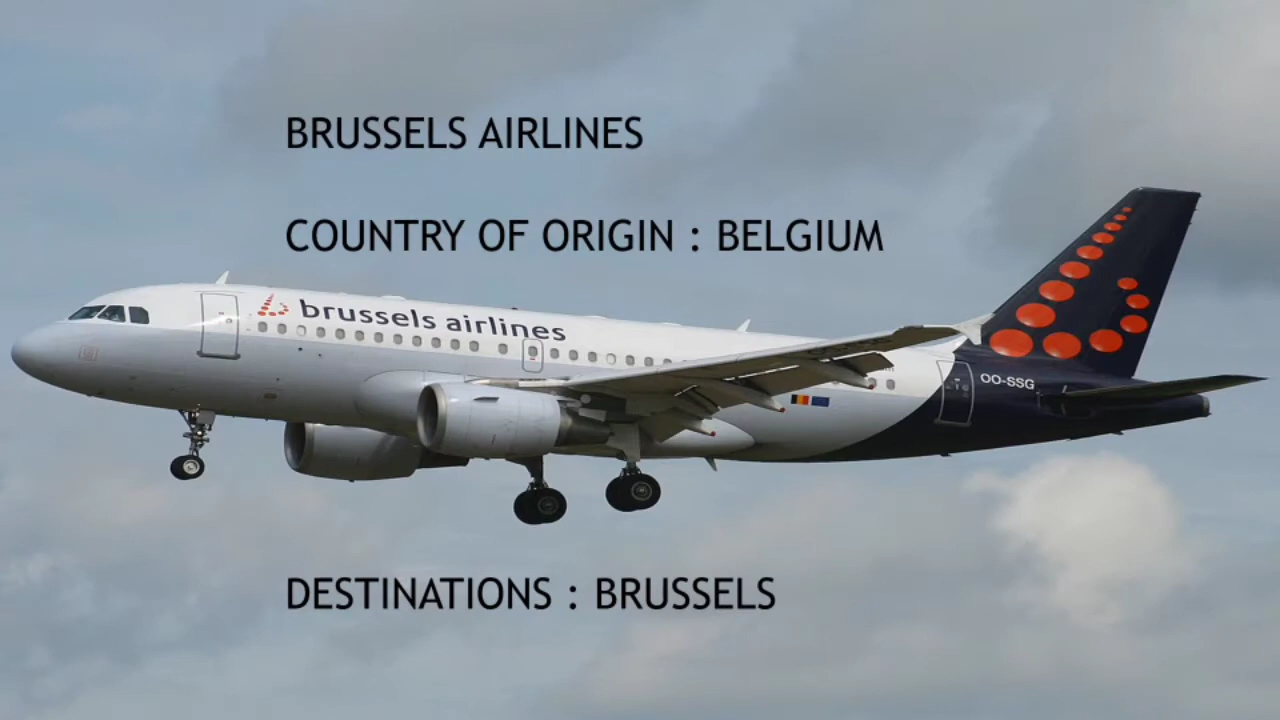 BRUSSELS AIRLINES
COUNTRY OF ORIGIN : BELGIUM
brussels airlines
OO-SSG
DESTINATIONS : BRUSSELS